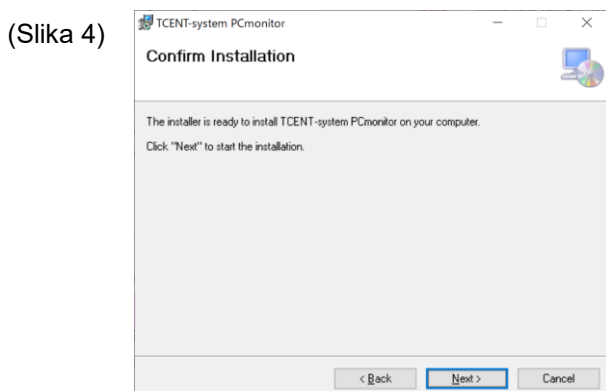 (Slika 4)
TCENT-system PCmonitor
Confirm Installation
The installer is ready to install TCENT-system PCmonitor on your computer.
Click "Next" to start the installation.
< Back
Next >
Cancel